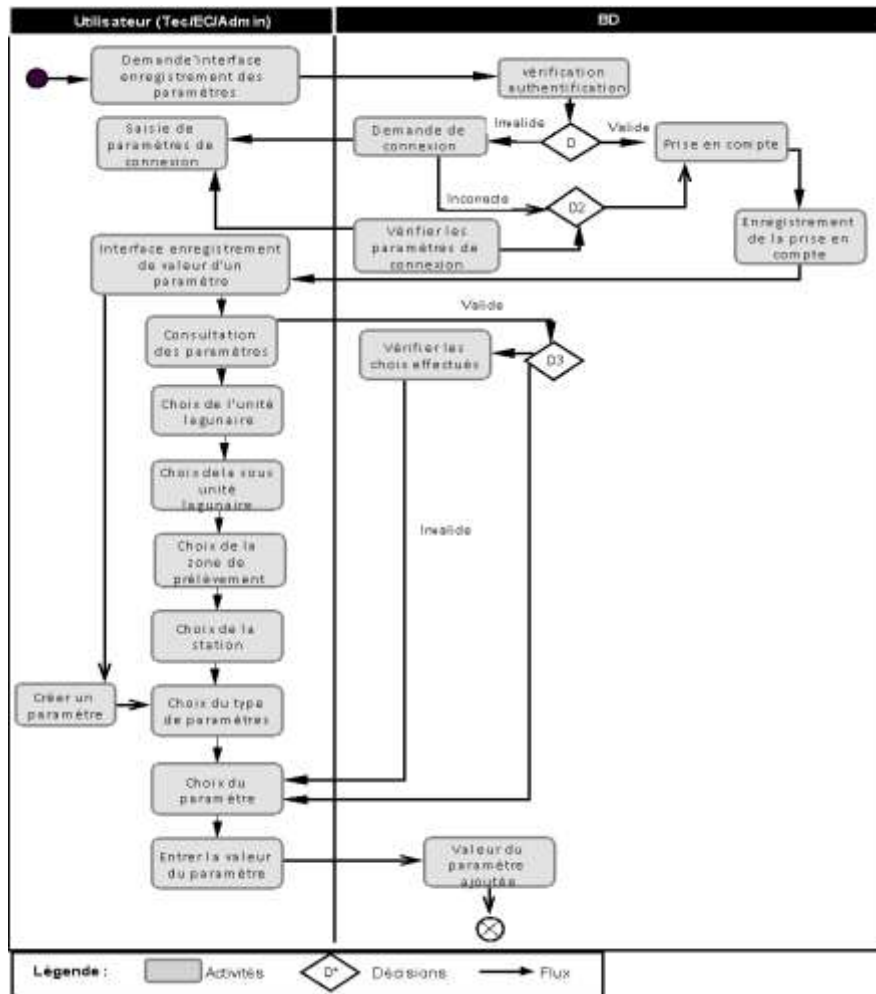 Utilisateur (Tec/EC/Admin)
BD
Demande interface
enregistrement des
paramètres
vérification
authentification
Saisie de
paramètres de
connexion
Demande de
connexion
Invalide
D
Valide
Prise en compte
Incorrecte
D2
Vérifier les
paramètres de
connexion
Enregistrement
de la prise en
compte
Interface enregistrement
de valeur d'un
paramètre
Valide
Consultation
des paramètres
Vérifier les
choix effectués
D3
Choix de l'unité
lagunaire
Choix dela sous
unité
lagunaire
Invalide
Choix de la
zone de
prélèvement
Choix de la
station
Créer un
paramètre
Choix du type
de paramètres
Choix du
paramètre
Entrer la valeur
du paramètre
Valeur du
paramètre
ajoutée
Légende :
Activités
D*
Décisions
Flux